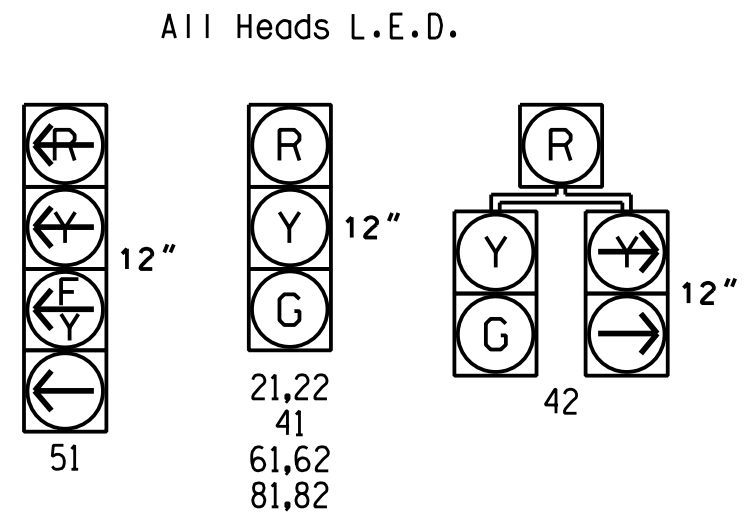 All Heads L.E.D.
R
Y
F
Y
12"
51
R
Y
G
12"
21,22
41
61,62
81,82
R
Y
G
Y
12"
42